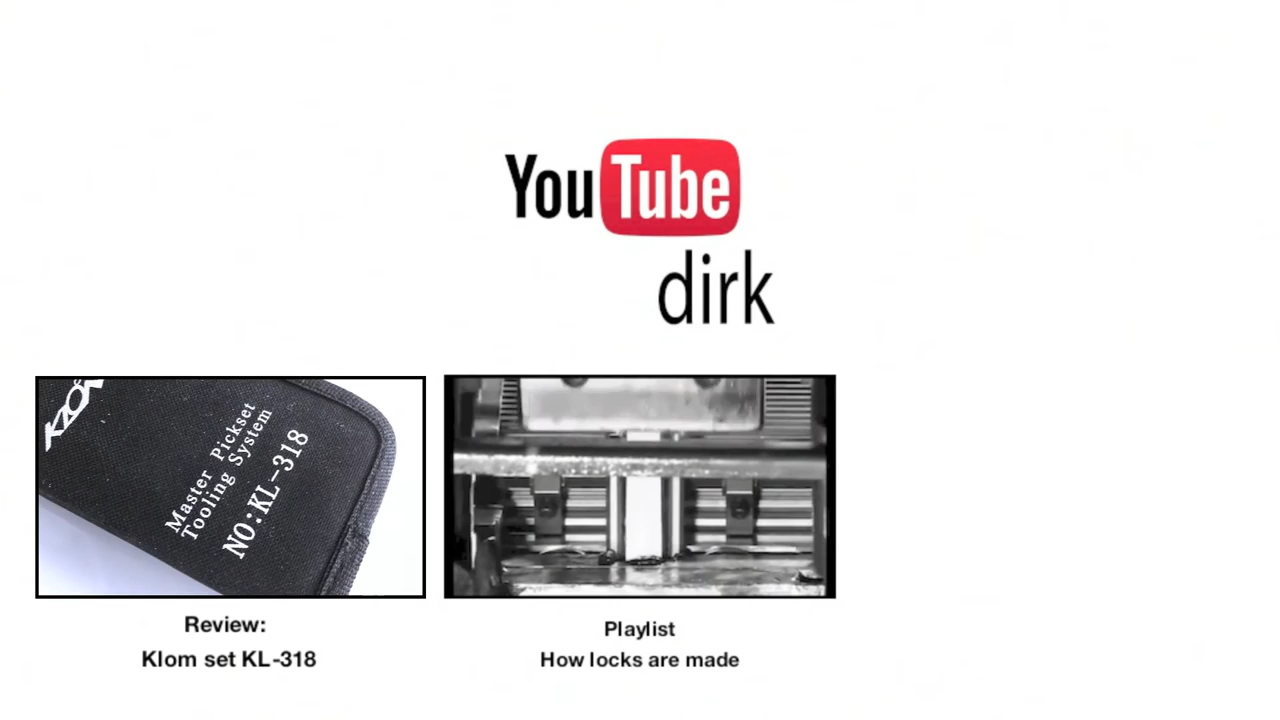 YouTube
dirk
KLOM
Master Pickset
Tooling System
NO:KL-318
Review:
Klom set KL-318
Playlist
How locks are made